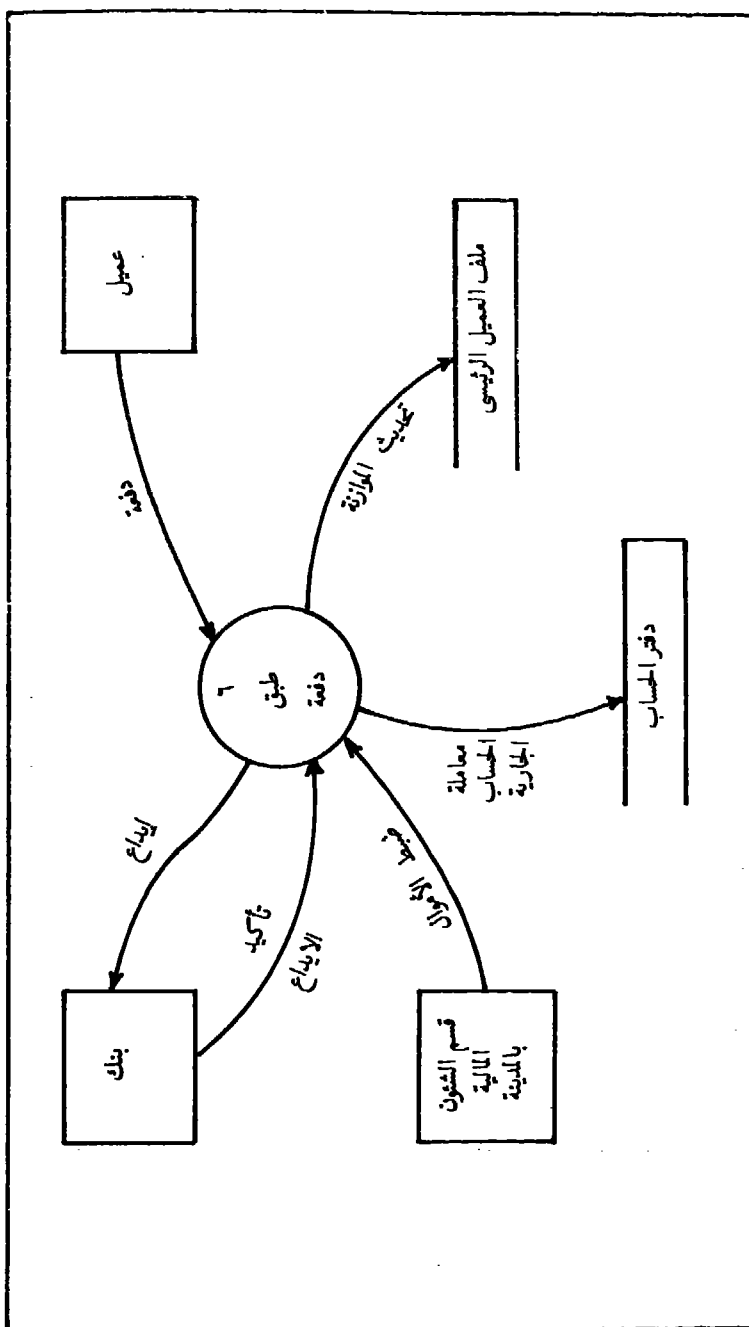 عميل
دفعة
ملف العميل الرئيسى
تحديث الموازنة
٦
طبق
دفعة
دفتر الحساب
معاملة
الحساب
الجارية
إيداع
تأكيد
الايداع
ضبط الأموال
بنك
قسم الشئون
المالية
بالمدينة